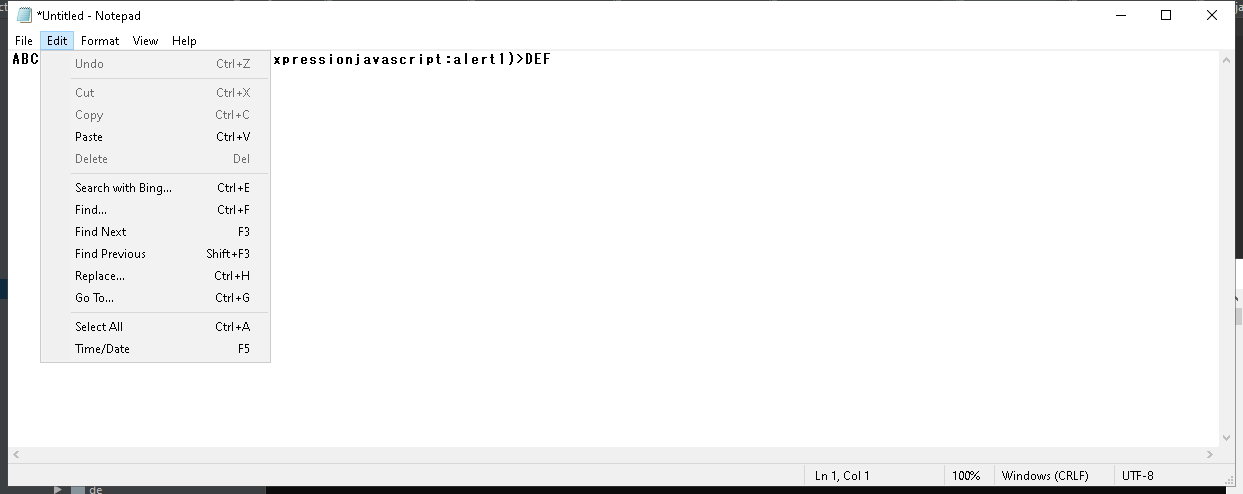 *Untitled - Notepad
File Edit Format View Help
ABC xpressionjavascript:alert1)>DEF
Undo Ctrl+Z
Cut Ctrl+X
Copy Ctrl+C
Paste Ctrl+V
Delete Del
Search with Bing... Ctrl+E
Find... Ctrl+F
Find Next F3
Find Previous Shift+F3
Replace... Ctrl+H
Go To... Ctrl+G
Select All Ctrl+A
Time/Date F5
Ln 1, Col 1 100% Windows (CRLF) UTF-8
de